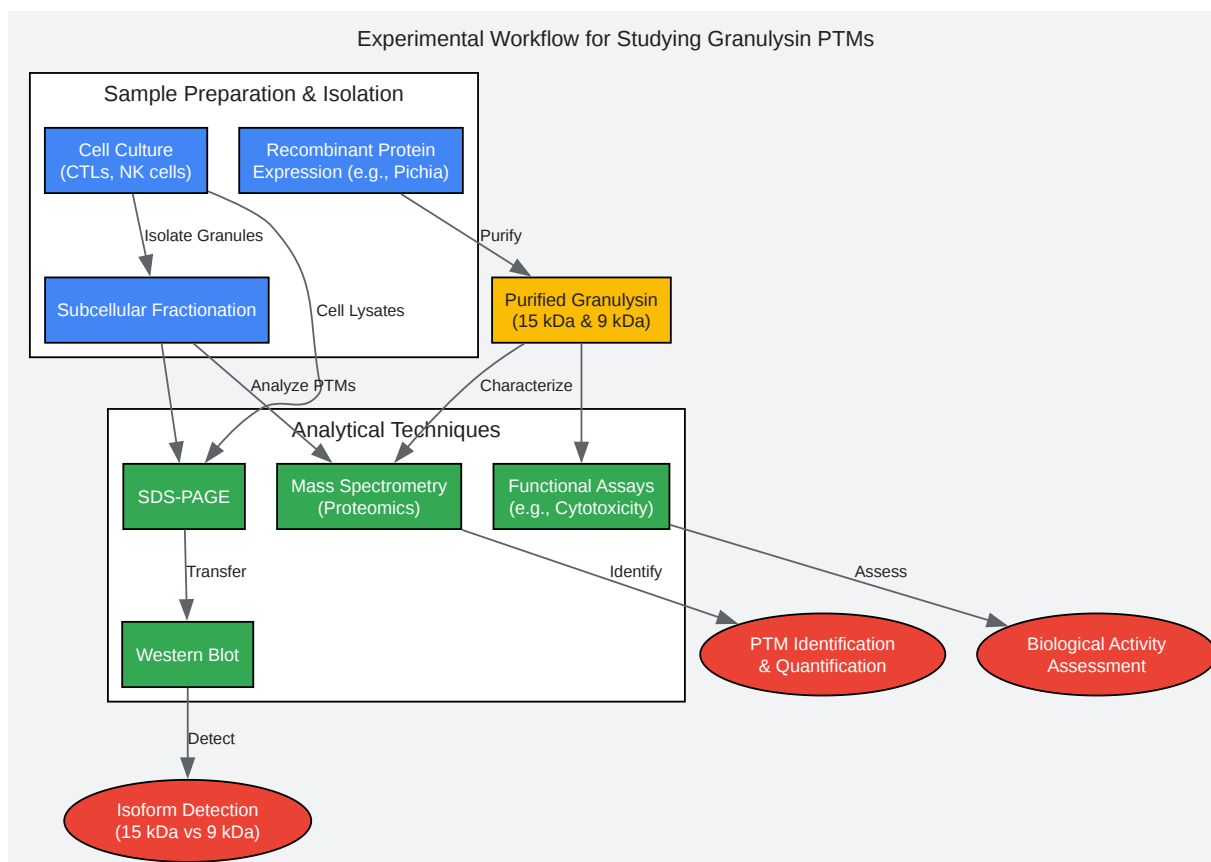 Experimental Workflow for Studying Granulysin PTMs
Sample Preparation & Isolation
Cell Culture
(CTLs, NK cells)
Recombinant Protein
Expression (e.g., Pichia)
Isolate Granules
Purify
Subcellular Fractionation
Cell Lysates
Purified Granulysin
(15 kDa & 9 kDa)
Analyze PTMs
Characterize
Analytical Techniques
SDS-PAGE
Mass Spectrometry
(Proteomics)
Functional Assays
(e.g., Cytotoxicity)
Transfer
Identify
Assess
Western Blot
PTM Identification
& Quantification
Biological Activity
Assessment
Detect
Isoform Detection
(15 kDa vs 9 kDa)